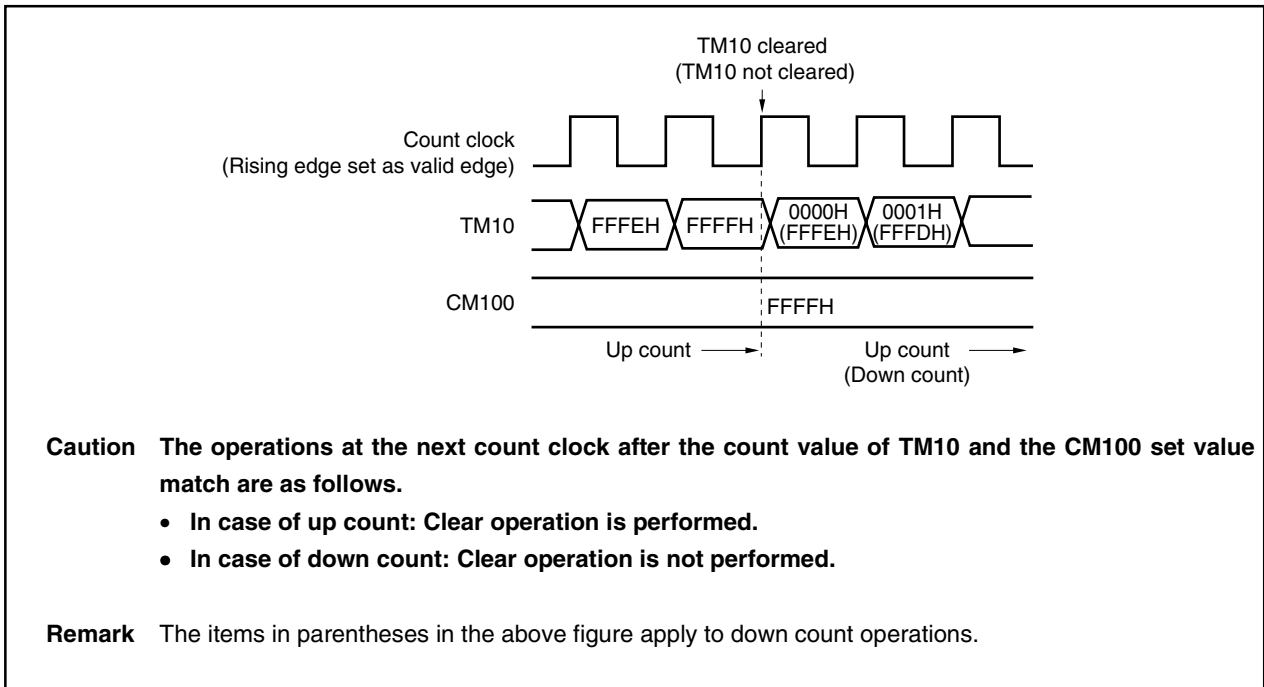 TM10 cleared
(TM10 not cleared)
Count clock
(Rising edge set as valid edge)
TM10
FFFEH
FFFFH
0000H
(FFFEH)
0001H
(FFFDH)
CM100
FFFFH
Up count
Up count
(Down count)
Caution The operations at the next count clock after the count value of TM10 and the CM100 set value
match are as follows.
• In case of up count: Clear operation is performed.
• In case of down count: Clear operation is not performed.
Remark The items in parentheses in the above figure apply to down count operations.